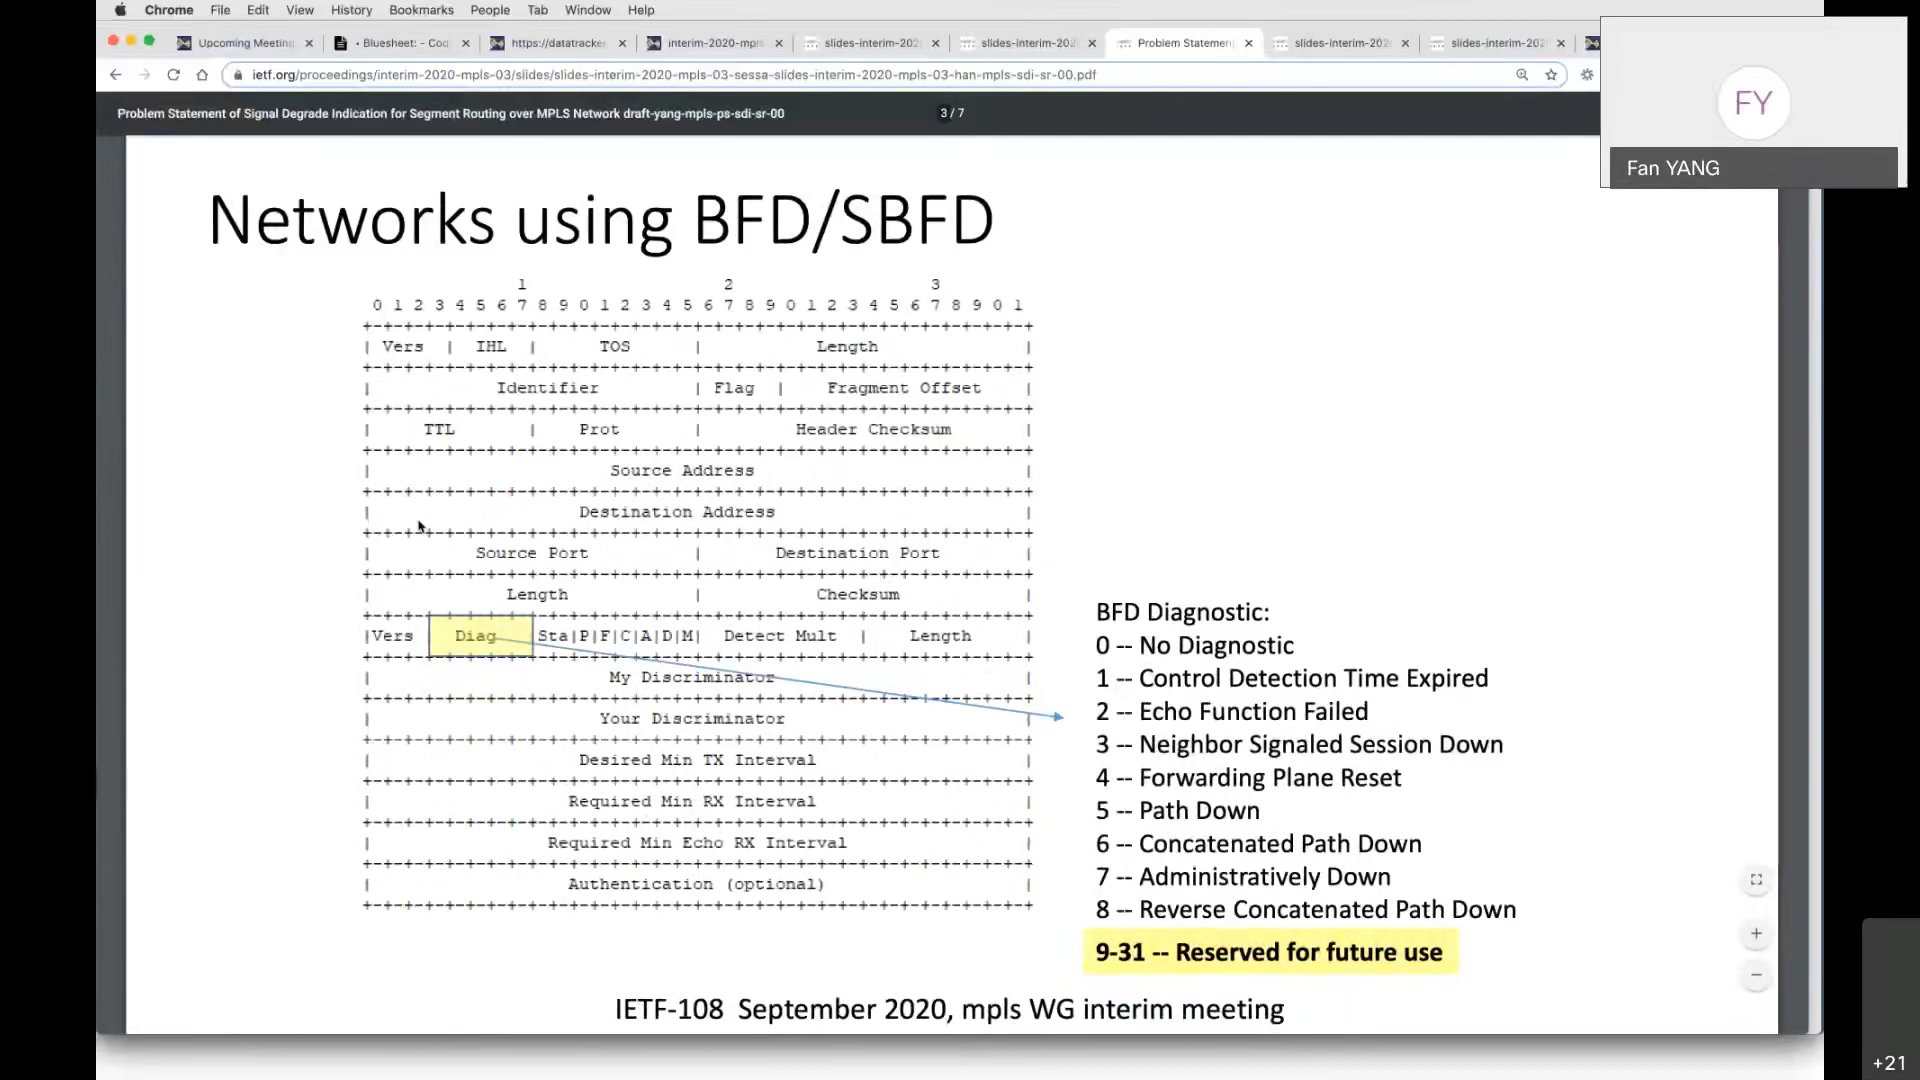 Chrome File Edit View History Bookmarks People Tab Window Help
Upcoming Meeting
• Bluesheet: - Cod
https://datatracke
interim-2020-mpls
slides-interim-202
slides-interim-202
Problem Statement
slides-interim-202
slides-interim-202
ietf.org/proceedings/interim-2020-mpls-03/slides/slides-interim-2020-mpls-03-sessa-slides-interim-2020-mpls-03-han-mpls-sdi-sr-00.pdf
Problem Statement of Signal Degrade Indication for Segment Routing over MPLS Network draft-yang-mpls-ps-sdi-sr-00
3 / 7
FY
Fan YANG
Networks using BFD/SBFD
1 2 3
0 1 2 3 4 5 6 7 8 9 0 1 2 3 4 5 6 7 8 9 0 1 2 3 4 5 6 7 8 9 0 1
+-+-+-+-+-+-+-+-+-+-+-+-+-+-+-+-+-+-+-+-+-+-+-+-+-+-+-+-+-+-+-+-+
| Vers | IHL | TOS | Length |
+-+-+-+-+-+-+-+-+-+-+-+-+-+-+-+-+-+-+-+-+-+-+-+-+-+-+-+-+-+-+-+-+
| Identifier | Flag | Fragment Offset |
+-+-+-+-+-+-+-+-+-+-+-+-+-+-+-+-+-+-+-+-+-+-+-+-+-+-+-+-+-+-+-+-+
| TTL | Prot | Header Checksum |
+-+-+-+-+-+-+-+-+-+-+-+-+-+-+-+-+-+-+-+-+-+-+-+-+-+-+-+-+-+-+-+-+
| Source Address |
+-+-+-+-+-+-+-+-+-+-+-+-+-+-+-+-+-+-+-+-+-+-+-+-+-+-+-+-+-+-+-+-+
| Destination Address |
+-+-+-+-+-+-+-+-+-+-+-+-+-+-+-+-+-+-+-+-+-+-+-+-+-+-+-+-+-+-+-+-+
| Source Port | Destination Port |
+-+-+-+-+-+-+-+-+-+-+-+-+-+-+-+-+-+-+-+-+-+-+-+-+-+-+-+-+-+-+-+-+
| Length | Checksum |
+-+-+-+-+-+-+-+-+-+-+-+-+-+-+-+-+-+-+-+-+-+-+-+-+-+-+-+-+-+-+-+-+
|Vers | Diag |Sta|P|F|C|A|D|M| Detect Mult | Length |
+-+-+-+-+-+-+-+-+-+-+-+-+-+-+-+-+-+-+-+-+-+-+-+-+-+-+-+-+-+-+-+-+
| My Discriminator |
+-+-+-+-+-+-+-+-+-+-+-+-+-+-+-+-+-+-+-+-+-+-+-+-+-+-+-+-+-+-+-+-+
| Your Discriminator |
+-+-+-+-+-+-+-+-+-+-+-+-+-+-+-+-+-+-+-+-+-+-+-+-+-+-+-+-+-+-+-+-+
| Desired Min TX Interval |
+-+-+-+-+-+-+-+-+-+-+-+-+-+-+-+-+-+-+-+-+-+-+-+-+-+-+-+-+-+-+-+-+
| Required Min RX Interval |
+-+-+-+-+-+-+-+-+-+-+-+-+-+-+-+-+-+-+-+-+-+-+-+-+-+-+-+-+-+-+-+-+
| Required Min Echo RX Interval |
+-+-+-+-+-+-+-+-+-+-+-+-+-+-+-+-+-+-+-+-+-+-+-+-+-+-+-+-+-+-+-+-+
| Authentication (optional) |
+-+-+-+-+-+-+-+-+-+-+-+-+-+-+-+-+-+-+-+-+-+-+-+-+-+-+-+-+-+-+-+-+
BFD Diagnostic:
0 -- No Diagnostic
1 -- Control Detection Time Expired
2 -- Echo Function Failed
3 -- Neighbor Signaled Session Down
4 -- Forwarding Plane Reset
5 -- Path Down
6 -- Concatenated Path Down
7 -- Administratively Down
8 -- Reverse Concatenated Path Down
9-31 -- Reserved for future use
IETF-108 September 2020, mpls WG interim meeting
+21